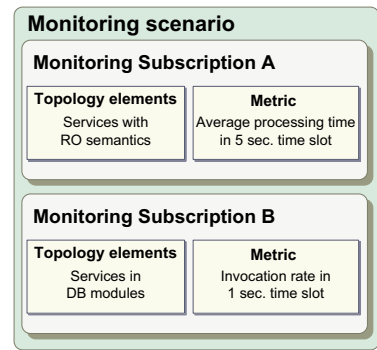 Monitoring scenario
Monitoring Subscription A
Topology elements
Services with
RO semantics
Metric
Average processing time
in 5 sec. time slot
Monitoring Subscription B
Topology elements
Services in
DB modules
Metric
Invocation rate in
1 sec. time slot